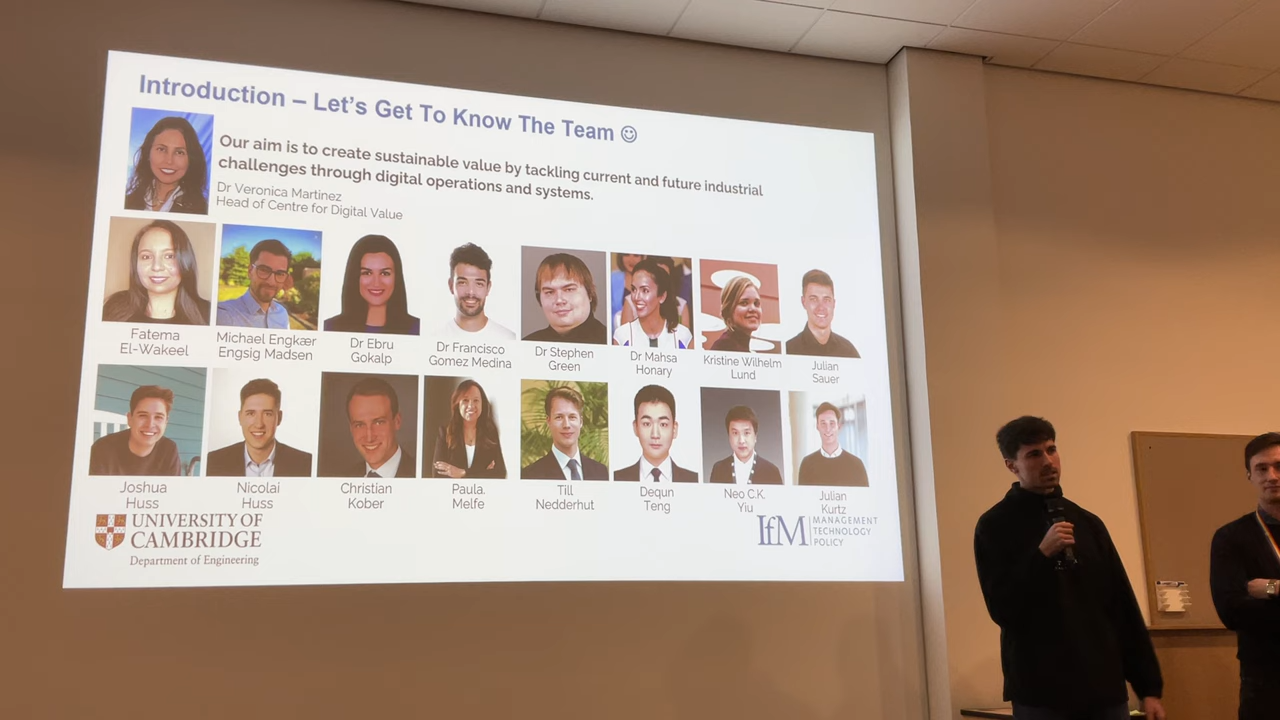 Introduction – Let's Get To Know The Team ☺
Our aim is to create sustainable value by tackling current and future industrial
challenges through digital operations and systems.
Dr Veronica Martinez
Head of Centre for Digital Value
Fatema
El-Wakeel
Michael Engkær
Engsig Madsen
Dr Ebru
Gokalp
Dr Francisco
Gomez Medina
Dr Stephen
Green
Dr Mahsa
Honary
Kristine Wilhelm
Lund
Julian
Sauer
Joshua
Huss
Nicolai
Huss
Christian
Kober
Paula.
Melfe
Till
Nedderhut
Dequn
Teng
Neo C.K.
Yiu
Julian
Kurtz
UNIVERSITY OF
CAMBRIDGE
Department of Engineering
IfM
MANAGEMENT
TECHNOLOGY
POLICY